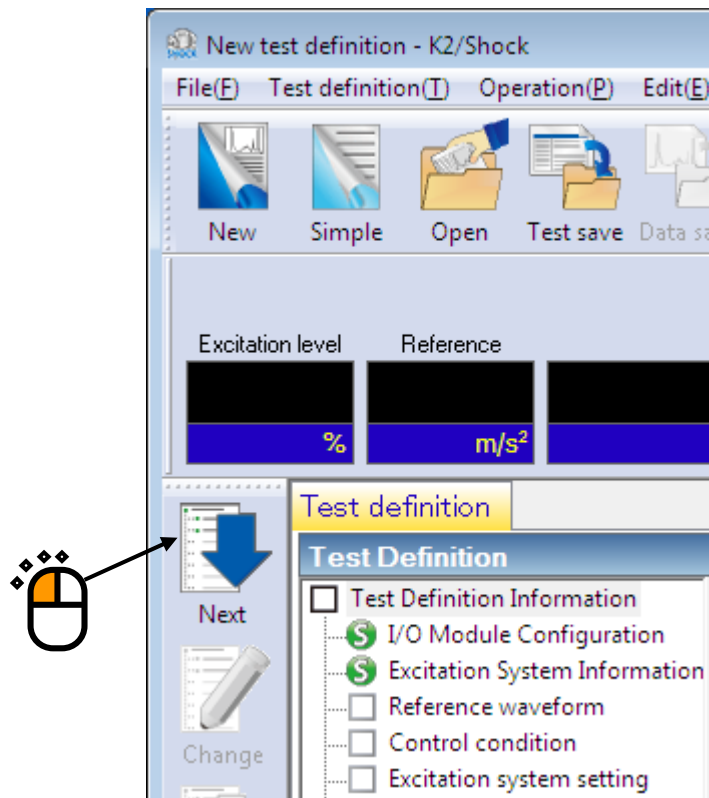 New test definition - K2/Shock
File(F) Test definition(T) Operation(P) Edit(E)
New Simple Open Test save Data sa
Excitation level Reference
% m/s²
Test definition
Test Definition
Next
Test Definition Information
I/O Module Configuration
Excitation System Information
Reference waveform
Change
Control condition
Excitation system setting